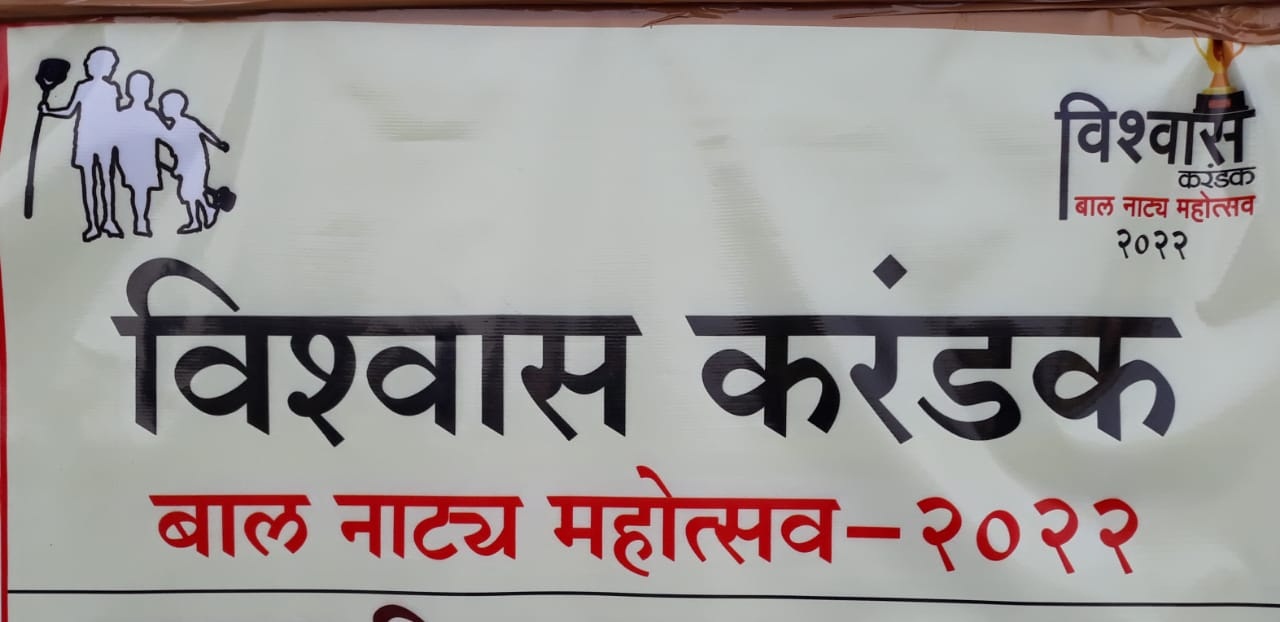 विश्वास
करंडक
बाल नाट्य महोत्सव
२०२२
विश्वास करंडक
बाल नाट्य महोत्सव-२०२२